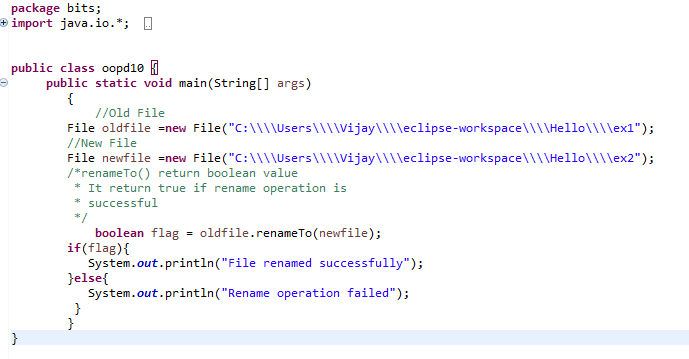 package bits;
import java.io.*;
public class oopd10 {
public static void main(String[] args)
{
//Old File
File oldfile =new File("C:\\\\Users\\\\Vijay\\\\eclipse-workspace\\\\Hello\\\\ex1");
//New File
File newfile =new File("C:\\\\Users\\\\Vijay\\\\eclipse-workspace\\\\Hello\\\\ex2");
/*renameTo() return boolean value
* It return true if rename operation is
* successful
*/
boolean flag = oldfile.renameTo(newfile);
if(flag){
System.out.println("File renamed successfully");
}else{
System.out.println("Rename operation failed");
}
}
}